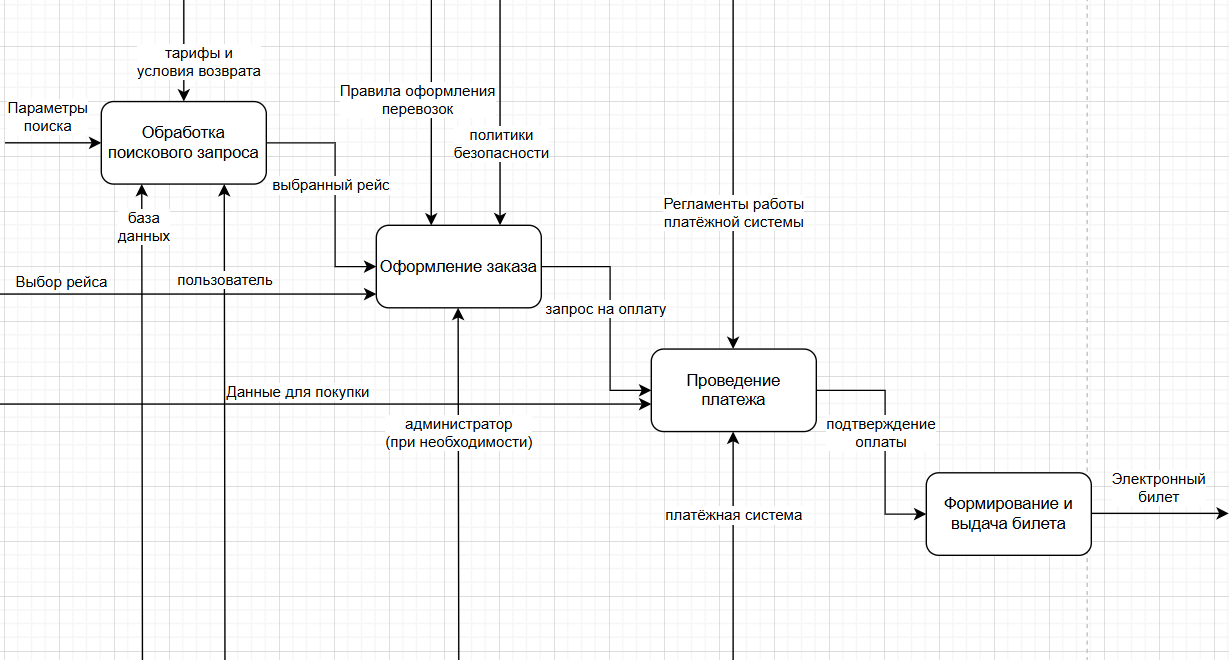 тарифы и
условия возврата
Параметры
поиска
Обработка
поискового запроса
Правила оформления
перевозок
политики
безопасности
выбранный рейс
база
данных
Выбор рейса
пользователь
Оформление заказа
Регламенты работы
платёжной системы
запрос на оплату
Данные для покупки
администратор
(при необходимости)
Проведение
платежа
подтверждение
оплаты
платёжная система
Формирование и
выдача билета
Электронный
билет